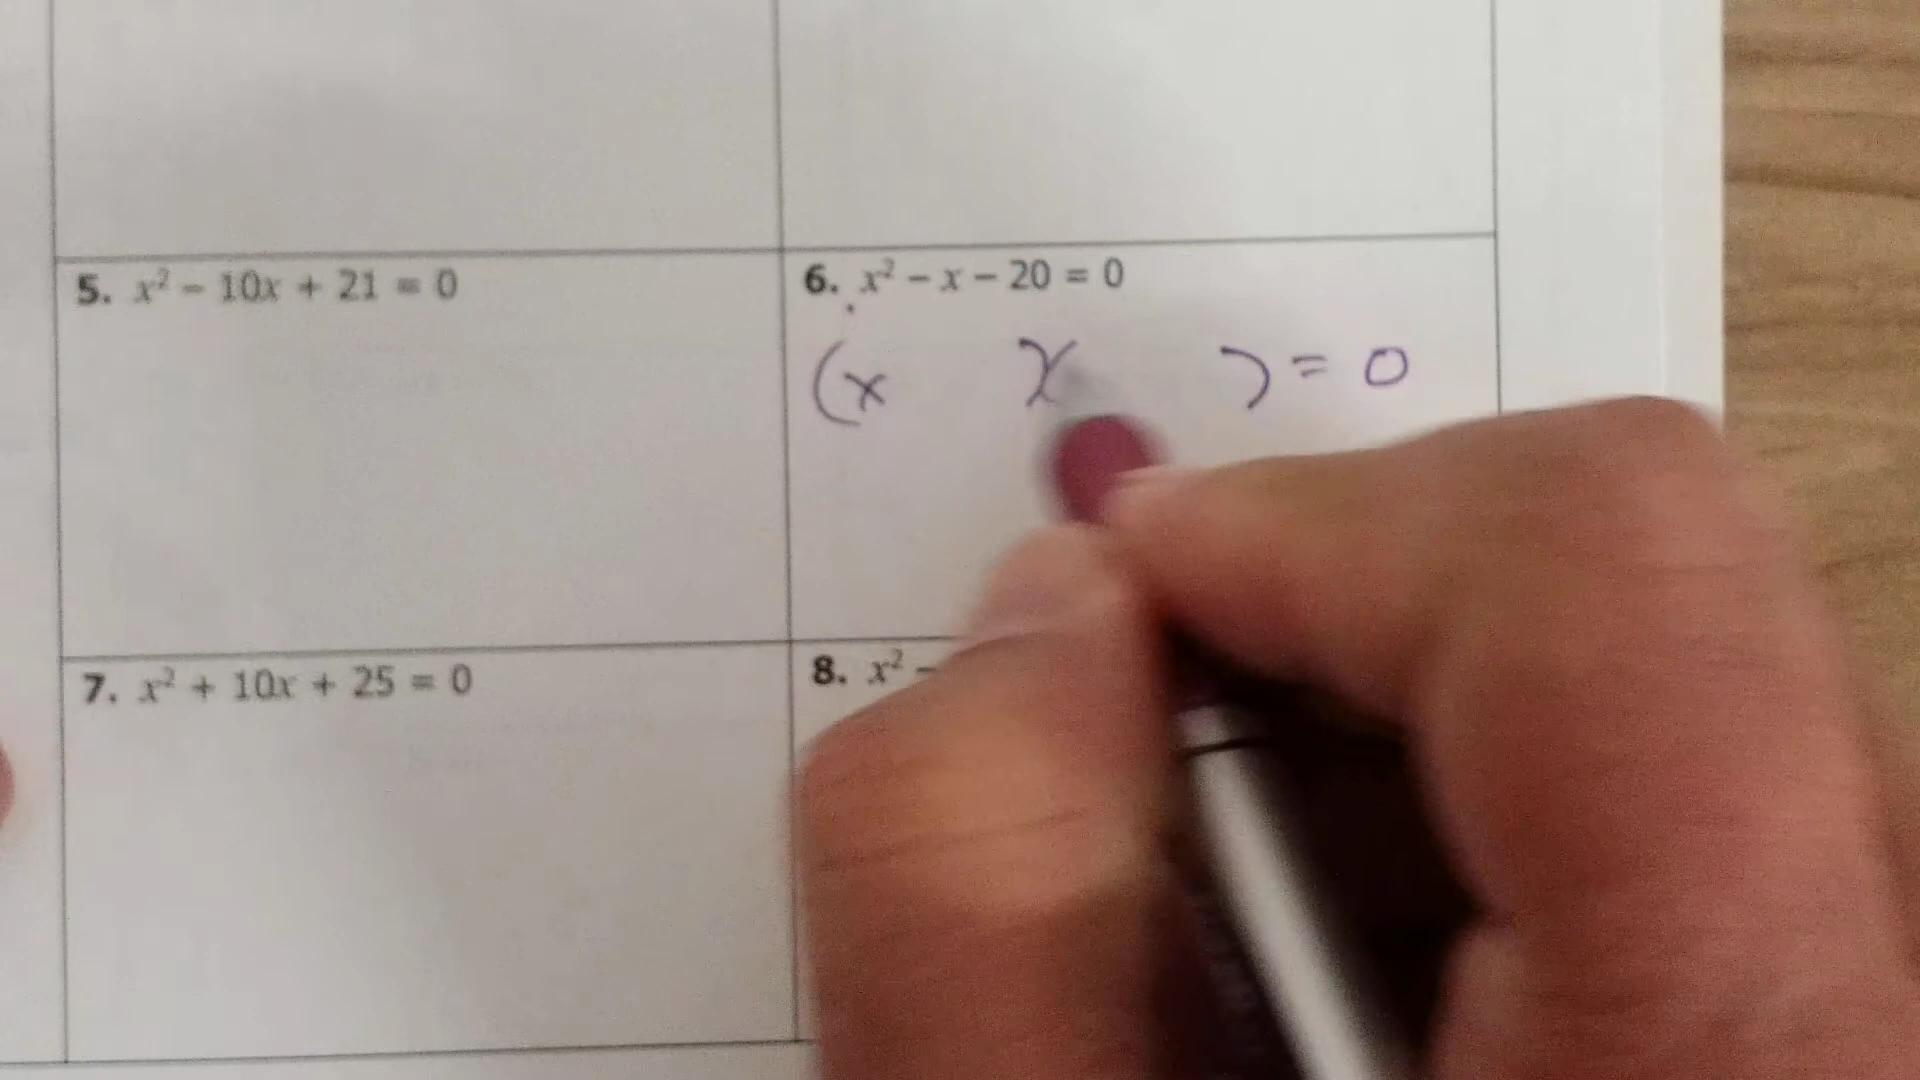 5. x² − 10x + 21 = 0
6. x² − x − 20 = 0
(x )( ) = 0
7. x² + 10x + 25 = 0
8. x² −